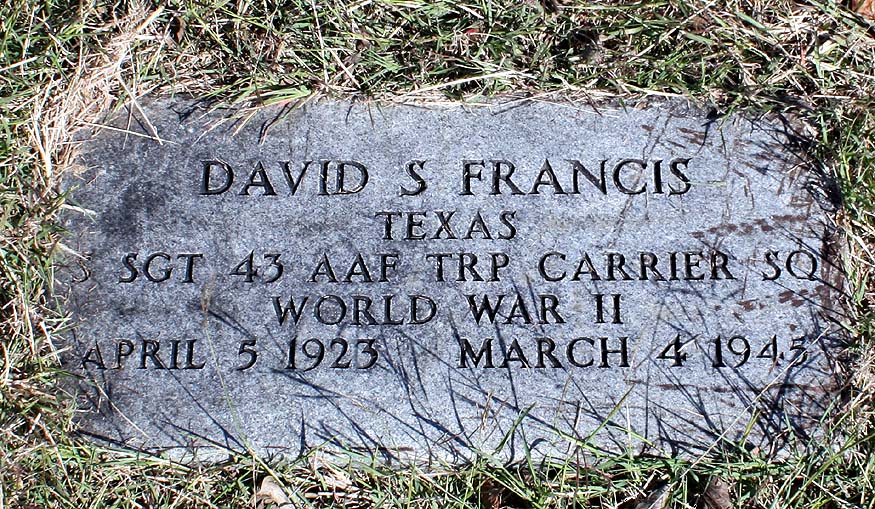 DAVID S FRANCIS
TEXAS
S SGT 43 AAF TRP CARRIER SQ
WORLD WAR II
APRIL 5 1923 MARCH 4 1945